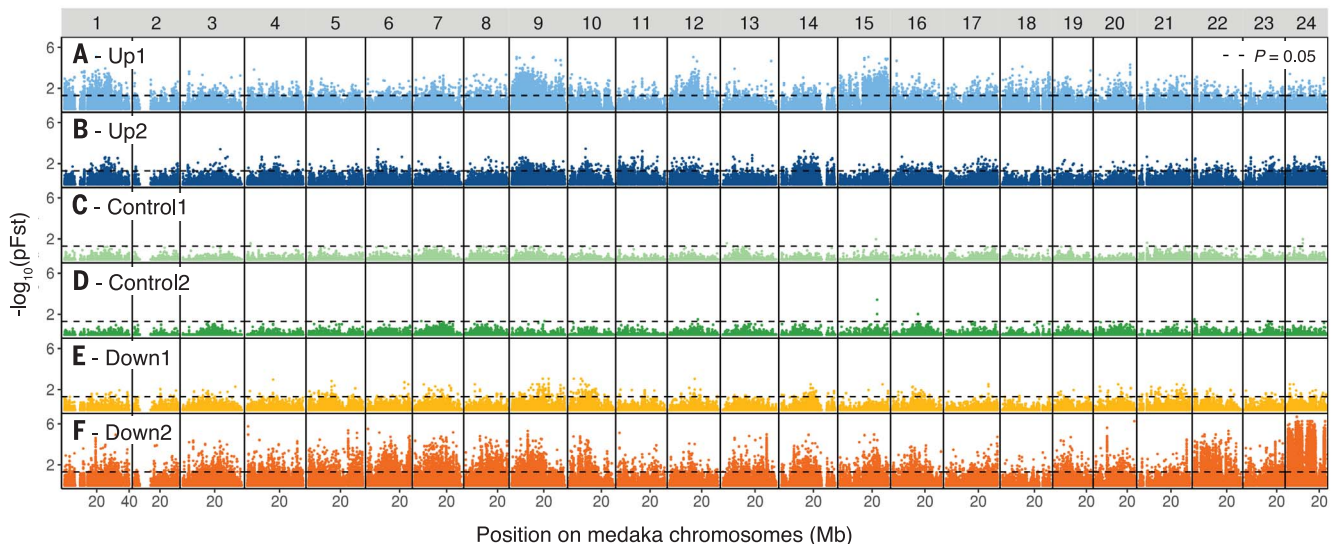 1 2 3 4 5 6 7 8 9 10 11 12 13 14 15 16 17 18 19 20 21 22 23 24
6 A - Up1 - - P = 0.05
2
6 B - Up2
2
6 C - Control1
2
6 D - Control2
2
6 E - Down1
2
6 F - Down2
2
-log10(pFst)
20 40 20 20 20 20 20 20 20 20 20 20 20 20 20 20 20 20 20 20 20 20 20 20 20
Position on medaka chromosomes (Mb)